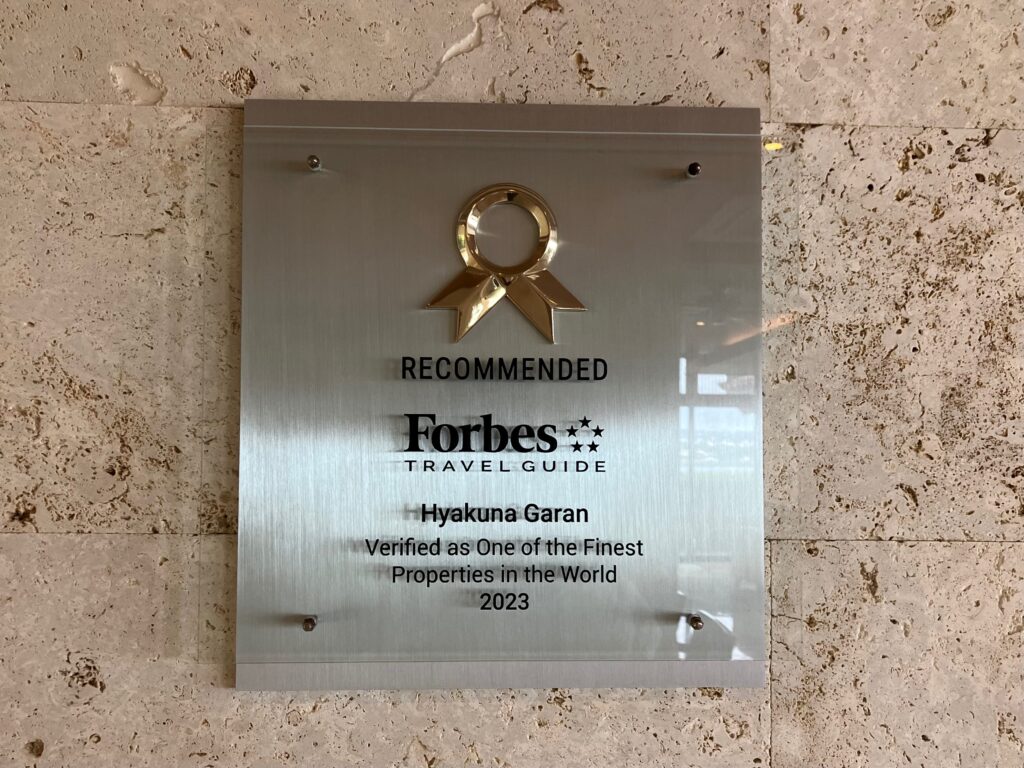 RECOMMENDED
Forbes
TRAVEL GUIDE
Hyakuna Garan
Verified as One of the Finest
Properties in the World
2023